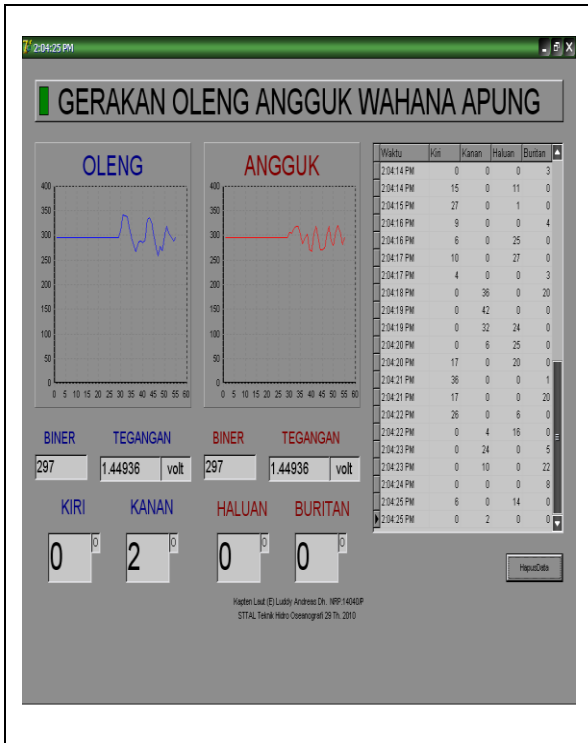 2:04:25 PM
GERAKAN OLENG ANGGUK WAHANA APUNG
OLENG
400
350
300
250
200
150
100
50
0
0 5 10 15 20 25 30 35 40 45 50 55 60
ANGGUK
400
350
300
250
200
150
100
50
0
0 5 10 15 20 25 30 35 40 45 50 55 60
Waktu Kiri Kanan Haluan Buritan
2:04:14 PM 0 0 0 3
2:04:14 PM 15 0 11 0
2:04:15 PM 27 0 1 0
2:04:16 PM 9 0 0 4
2:04:16 PM 6 0 25 0
2:04:17 PM 10 0 27 0
2:04:17 PM 4 0 0 3
2:04:18 PM 0 36 0 20
2:04:19 PM 0 42 0 0
2:04:19 PM 0 32 24 0
2:04:20 PM 0 6 25 0
2:04:20 PM 17 0 20 0
2:04:21 PM 36 0 0 1
2:04:21 PM 17 0 0 20
2:04:22 PM 26 0 6 0
2:04:22 PM 0 4 16 0
2:04:23 PM 0 24 0 5
2:04:23 PM 0 10 0 22
2:04:24 PM 0 0 0 8
2:04:25 PM 6 0 14 0
2:04:25 PM 0 2 0 0
BINER TEGANGAN BINER TEGANGAN
297 1.44936 volt 297 1.44936 volt
KIRI KANAN HALUAN BURITAN
0 0 2 0 0 0 0 0
HapusData
Kapten Laut (E) Luddy Andreas Dh. NRP.14040/P
STTAL Teknik Hidro Oseanografi 29 Th. 2010